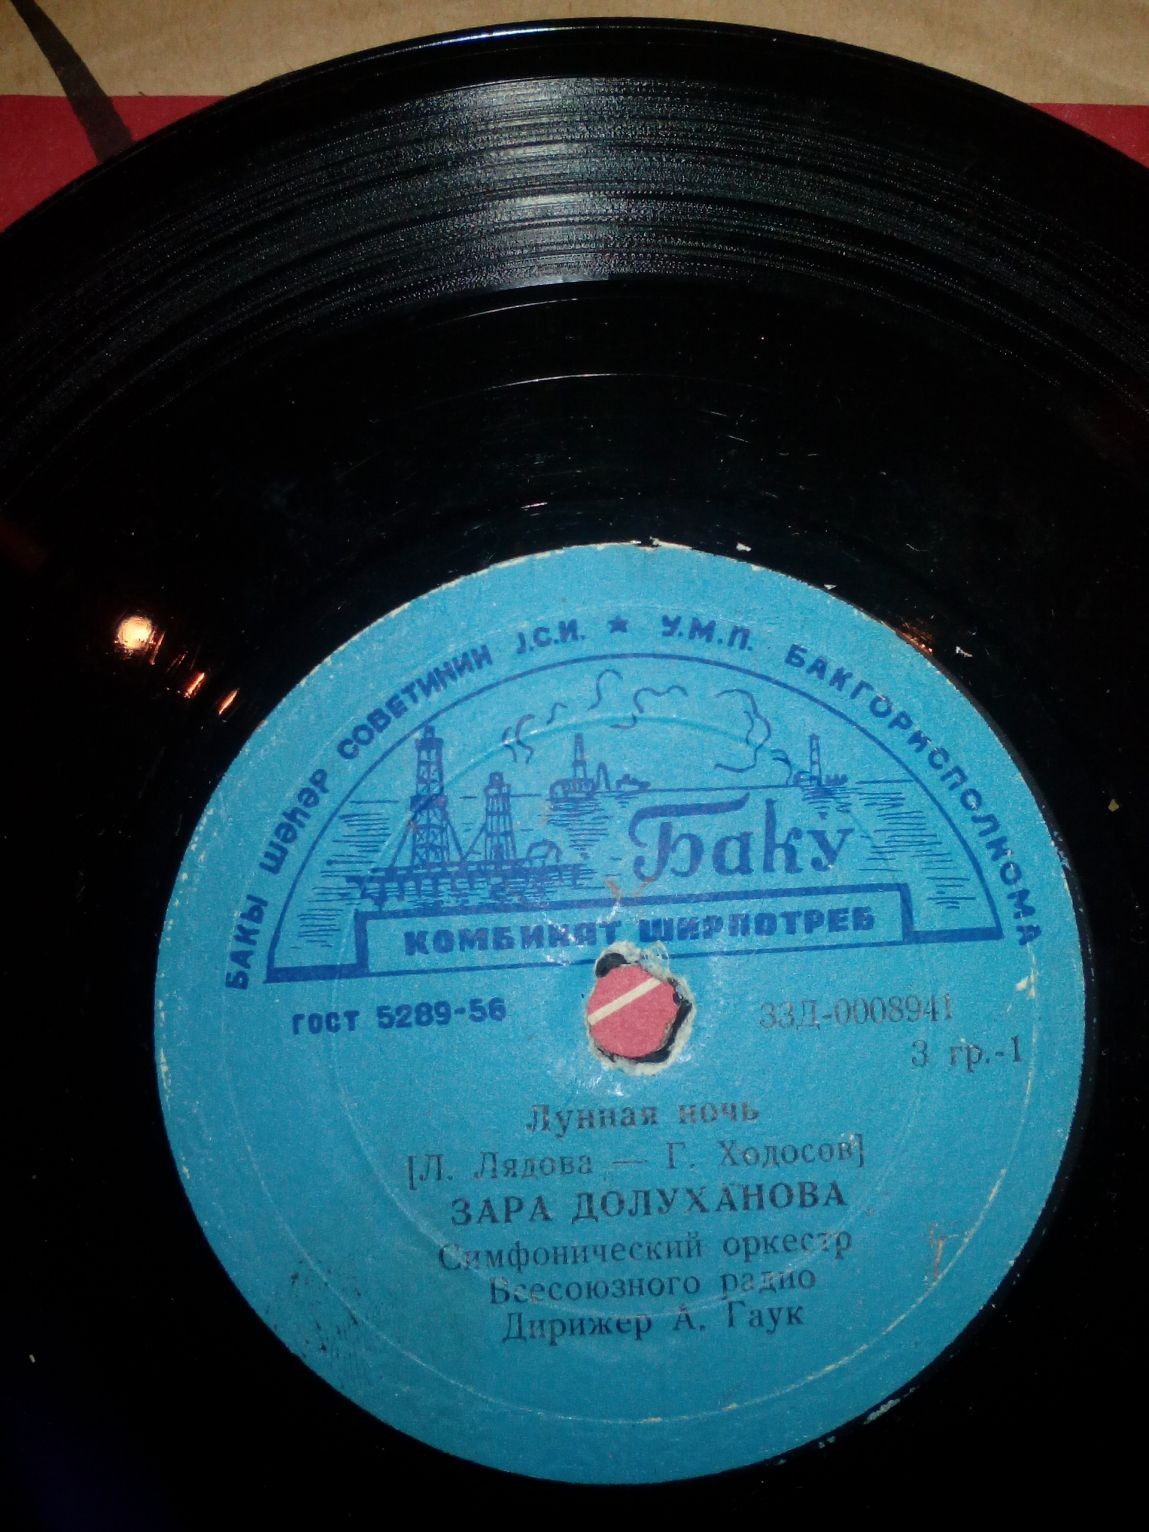 БАКЫ ШӘҺӘР СОВЕТИНИН Ј.С.И. ★ У.М.П. БАКГОРИСПОЛКОМА
Баку
КОМБИНАТ ШИРПОТРЕБ
ГОСТ 5289-56
33Д-0008941
3 гр.-1
Лунная ночь
[Л. Лядова — Г. Ходосов]
ЗАРА ДОЛУХАНОВА
Симфонический оркестр
Всесоюзного радио
Дирижер А. Гаук